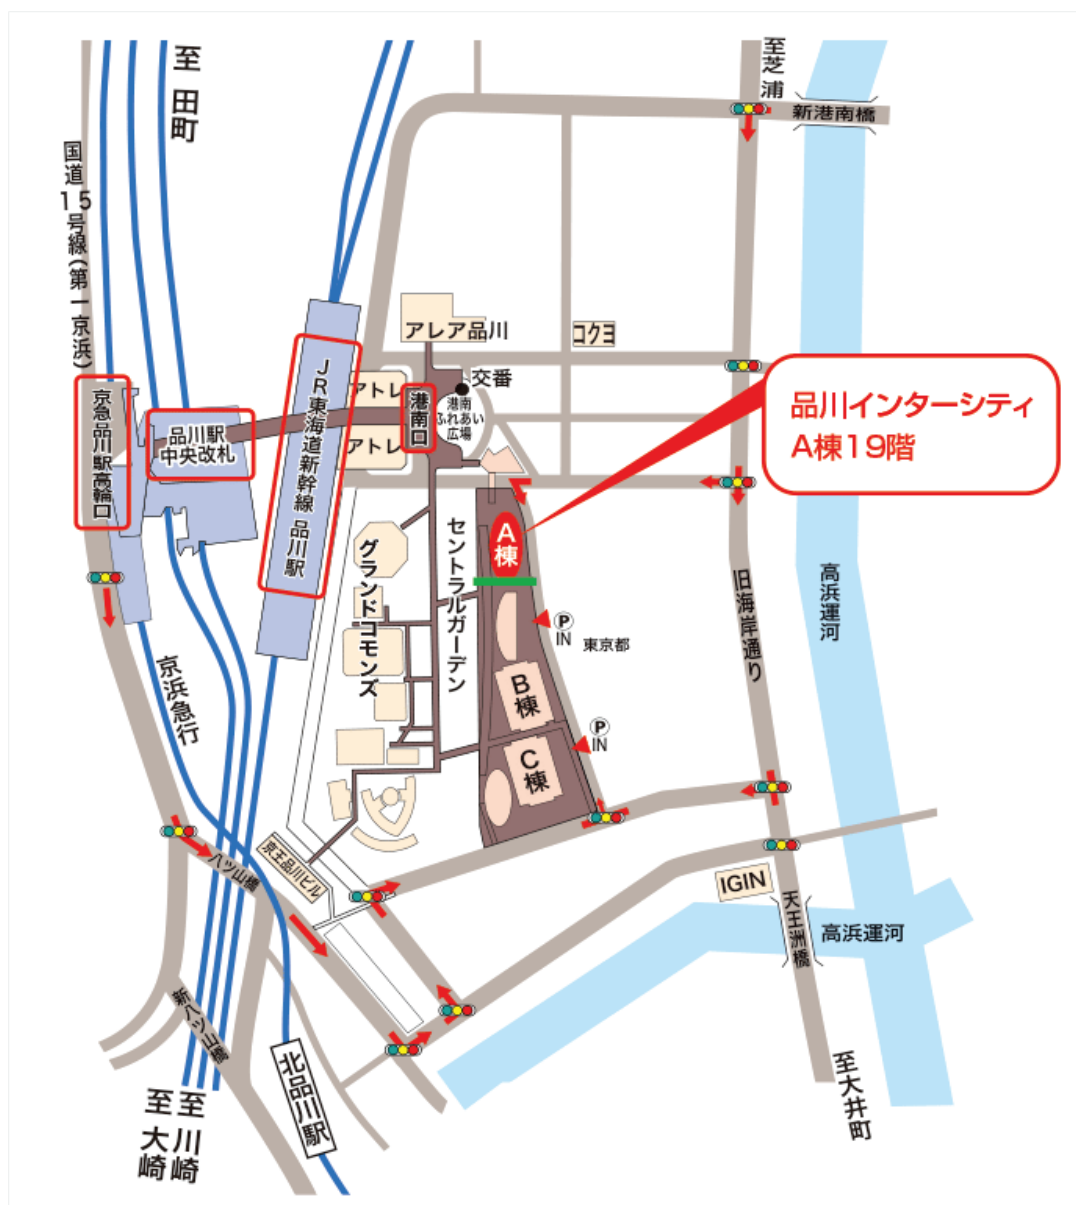 至 田町
至芝浦
新港南橋
国道15号線(第一京浜)
アレア品川
コクヨ
交番
アトレ
港南口
港南
ふれあい
広場
京急品川駅高輪口
品川駅
中央改札
JR東海道新幹線 品川駅
アトレ
品川インターシティ
A棟19階
A棟
セントラルガーデン
グランドコモンズ
旧海岸通り
高浜運河
P
IN
東京都
B棟
P
IN
C棟
京浜急行
八ツ山橋
京王品川ビル
IGIN
天王洲橋
高浜運河
新八ツ山橋
北品川駅
至 大崎
至 川崎
至大井町